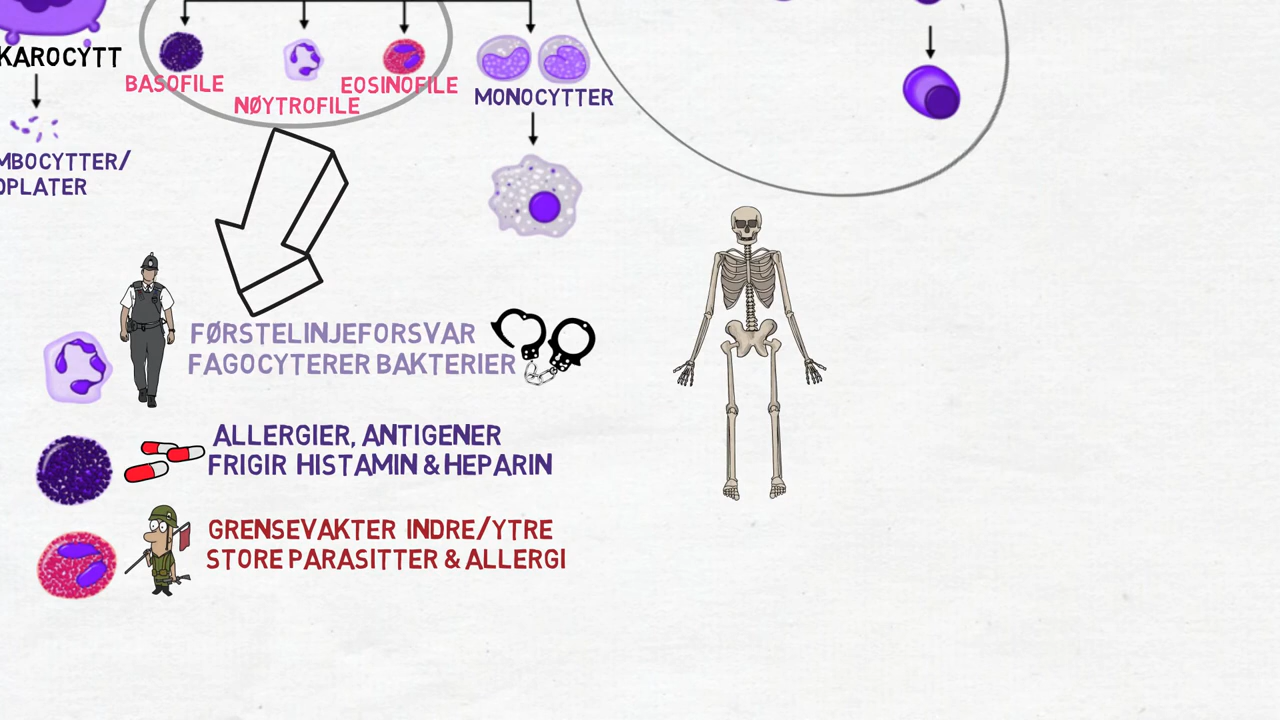 KAROCYTT
BASOFILE
EOSINOFILE
NØYTROFILE
MONOCYTTER
MBOCYTTER/
OPLATER
FØRSTELINJEFORSVAR
FAGOCYTERER BAKTERIER
ALLERGIER, ANTIGENER
FRIGIR HISTAMIN & HEPARIN
GRENSEVAKTER INDRE/YTRE
STORE PARASITTER & ALLERGI